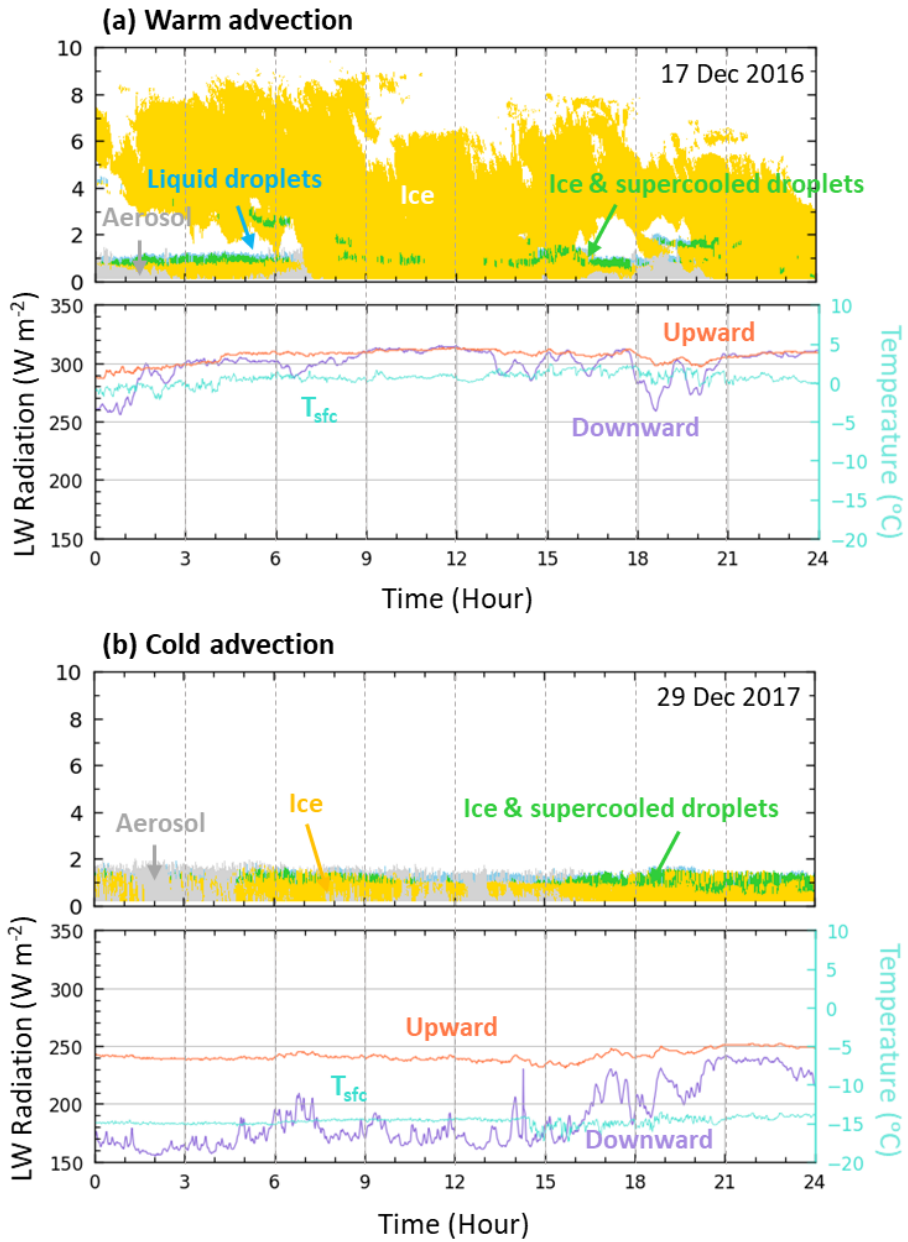 (a) Warm advection
10
8
6
4
2
0
17 Dec 2016
Liquid droplets
Aerosol
Ice
Ice & supercooled droplets
350
300
250
200
150
LW Radiation (W m-2)
Upward
Tsfc
Downward
10
5
0
−5
−10
−15
−20
Temperature (°C)
0 3 6 9 12 15 18 21 24
Time (Hour)
(b) Cold advection
10
8
6
4
2
0
29 Dec 2017
Aerosol
Ice
Ice & supercooled droplets
350
300
250
200
150
LW Radiation (W m-2)
Upward
Tsfc
Downward
10
5
0
−5
−10
−15
−20
Temperature (°C)
0 3 6 9 12 15 18 21 24
Time (Hour)